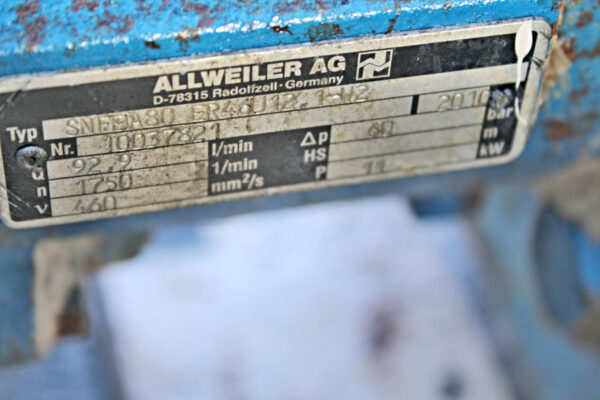 ALLWEILER AG
D-78315 Radolfzell - Germany
Typ 2010
Nr. 10037821
Q 92,9 l/min Δp 60 bar
n 1750 1/min HS m
ν 460 mm²/s P 11 kW